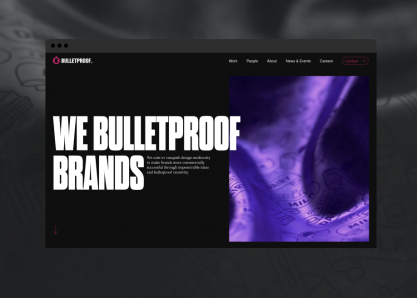 BULLETPROOF.
Work People About News & Events Careers Contact
WE BULLETPROOF
BRANDS
We exist to vanquish design mediocrity
to make brands more commercially
successful through impenetrable ideas
and bulletproof creativity.